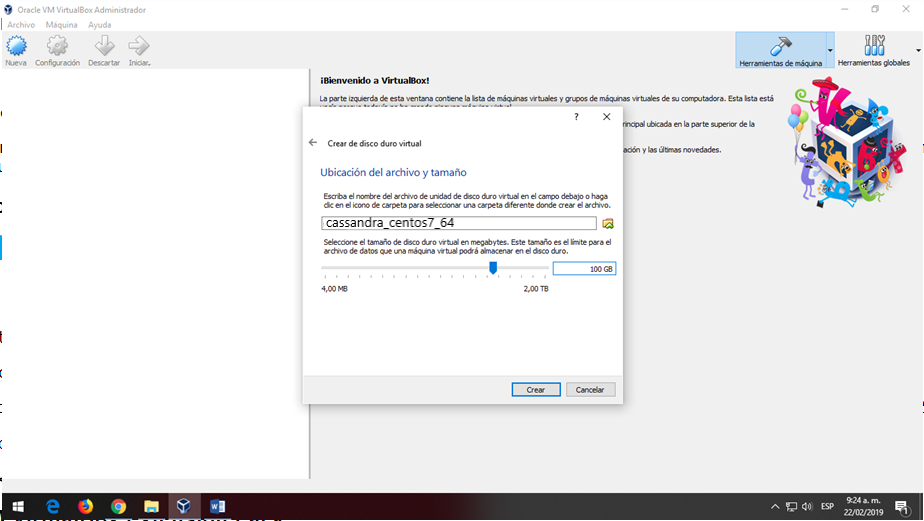 Oracle VM VirtualBox Administrador
Archivo Máquina Ayuda
Nueva Configuración Descartar Iniciar.
Herramientas de máquina Herramientas globales
¡Bienvenido a VirtualBox!
La parte izquierda de esta ventana contiene la lista de máquinas virtuales y grupos de máquinas virtuales de su computadora. Esta lista está
principal ubicada en la parte superior de la
ación y las últimas novedades.
?
Crear de disco duro virtual
Ubicación del archivo y tamaño
Escriba el nombre del archivo de unidad de disco duro virtual en el campo debajo o haga
clic en el icono de carpeta para seleccionar una carpeta diferente donde crear el archivo.
cassandra_centos7_64
Seleccione el tamaño de disco duro virtual en megabytes. Este tamaño es el límite para el
archivo de datos que una máquina virtual podrá almacenar en el disco duro.
100 GB
4,00 MB 2,00 TB
Crear Cancelar
ESP
9:24 a. m.
22/02/2019